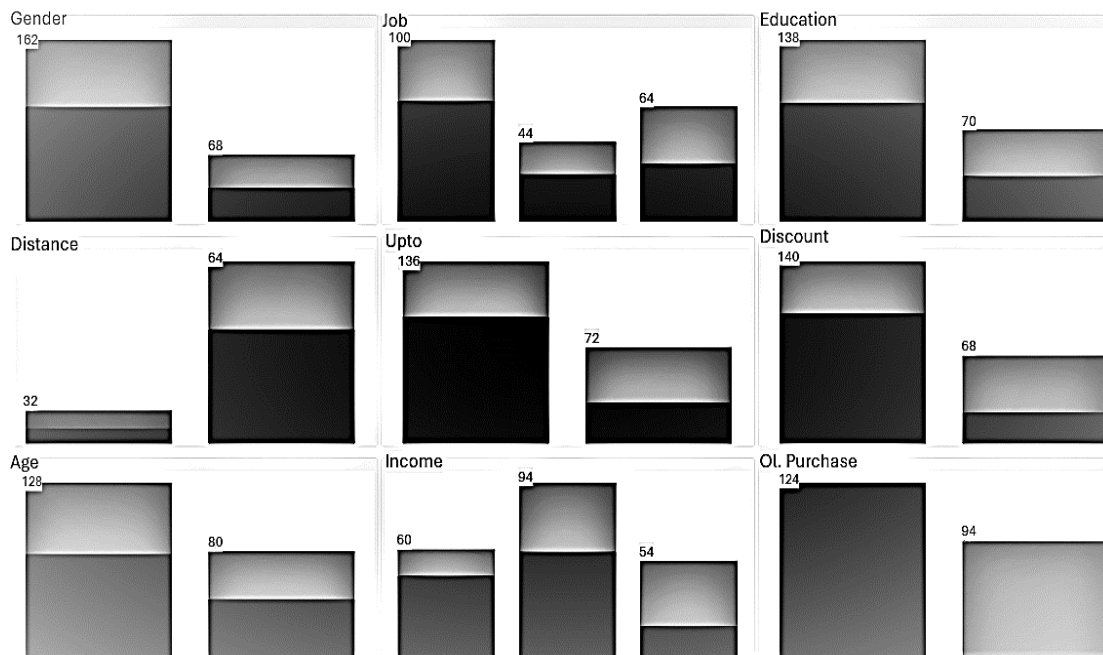 Gender
162
68
Job
100
44
64
Education
138
70
Distance
32
64
Upto
136
72
Discount
140
68
Age
128
80
Income
60
94
54
Ol. Purchase
124
94